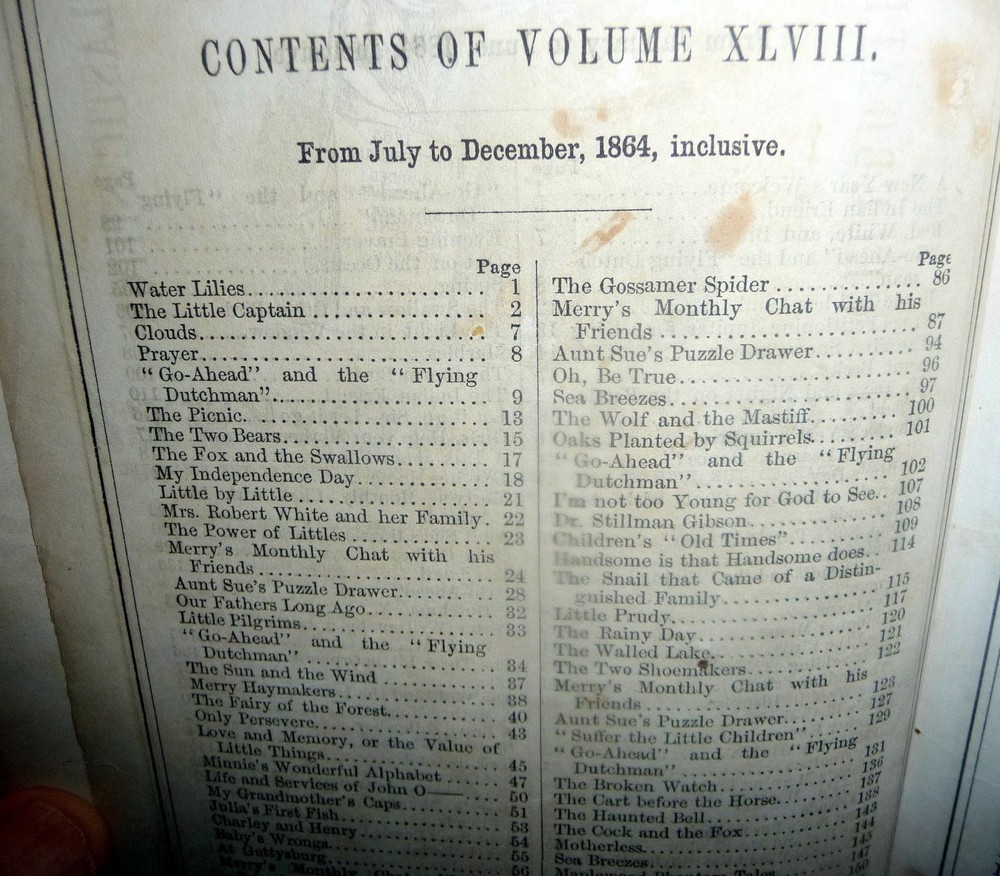 CONTENTS OF VOLUME XLVIII.
From July to December, 1864, inclusive.
Page
Water Lilies........................ 1
The Little Captain .................. 2
Clouds............................. 7
Prayer............................. 8
"Go-Ahead" and the "Flying
Dutchman"....................... 9
The Picnic.......................... 13
The Two Bears...................... 15
The Fox and the Swallows......... 17
My Independence Day.............. 18
Little by Little .................... 21
Mrs. Robert White and her Family. 22
The Power of Littles .............. 23
Merry's Monthly Chat with his
Friends ......................... 24
Aunt Sue's Puzzle Drawer.......... 28
Our Fathers Long Ago.............. 32
Little Pilgrims..................... 33
"Go-Ahead" and the "Flying
Dutchman" ..................... 34
The Sun and the Wind ............ 37
Merry Haymakers.................. 38
The Fairy of the Forest............ 40
Only Persevere..................... 43
Love and Memory, or the Value of
Little Things.................... 45
Minnie's Wonderful Alphabet ..... 47
Life and Services of John O—...... 50
My Grandmother's Caps........... 51
Julia's First Fish................... 53
Charley and Henry................ 54
Baby's Wrongs.................... 55
At Gettysburg..................... 56
Merry's Monthly Chat
Page
The Gossamer Spider .............. 86
Merry's Monthly Chat with his
Friends ......................... 87
Aunt Sue's Puzzle Drawer......... 94
Oh, Be True....................... 96
Sea Breezes........................ 97
The Wolf and the Mastiff.......... 100
Oaks Planted by Squirrels......... 101
"Go-Ahead" and the "Flying
Dutchman"...................... 102
I'm not too Young for God to See.. 107
Dr. Stillman Gibson............... 108
Children's "Old Times"............ 109
Handsome is that Handsome does.. 114
The Snail that Came of a Distin-
guished Family.................. 115
Little Prudy....................... 117
The Rainy Day.................... 120
The Walled Lake.................. 121
The Two Shoemakers.............. 122
Merry's Monthly Chat with his
Friends ........................ 123
Aunt Sue's Puzzle Drawer......... 127
"Suffer the Little Children"........ 129
"Go-Ahead" and the "Flying
Dutchman" ..................... 131
The Broken Watch................ 136
The Cart before the Horse......... 137
The Haunted Bell................. 138
The Cock and the Fox............. 143
Motherless........................ 144
Sea Breezes....................... 145
147